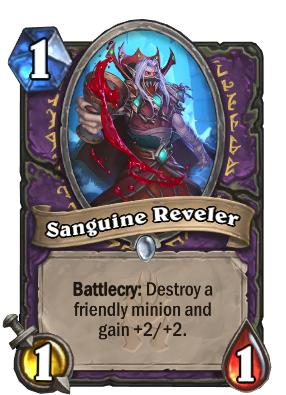 1
Sanguine Reveler
Battlecry: Destroy a
friendly minion and
gain +2/+2.
1
1